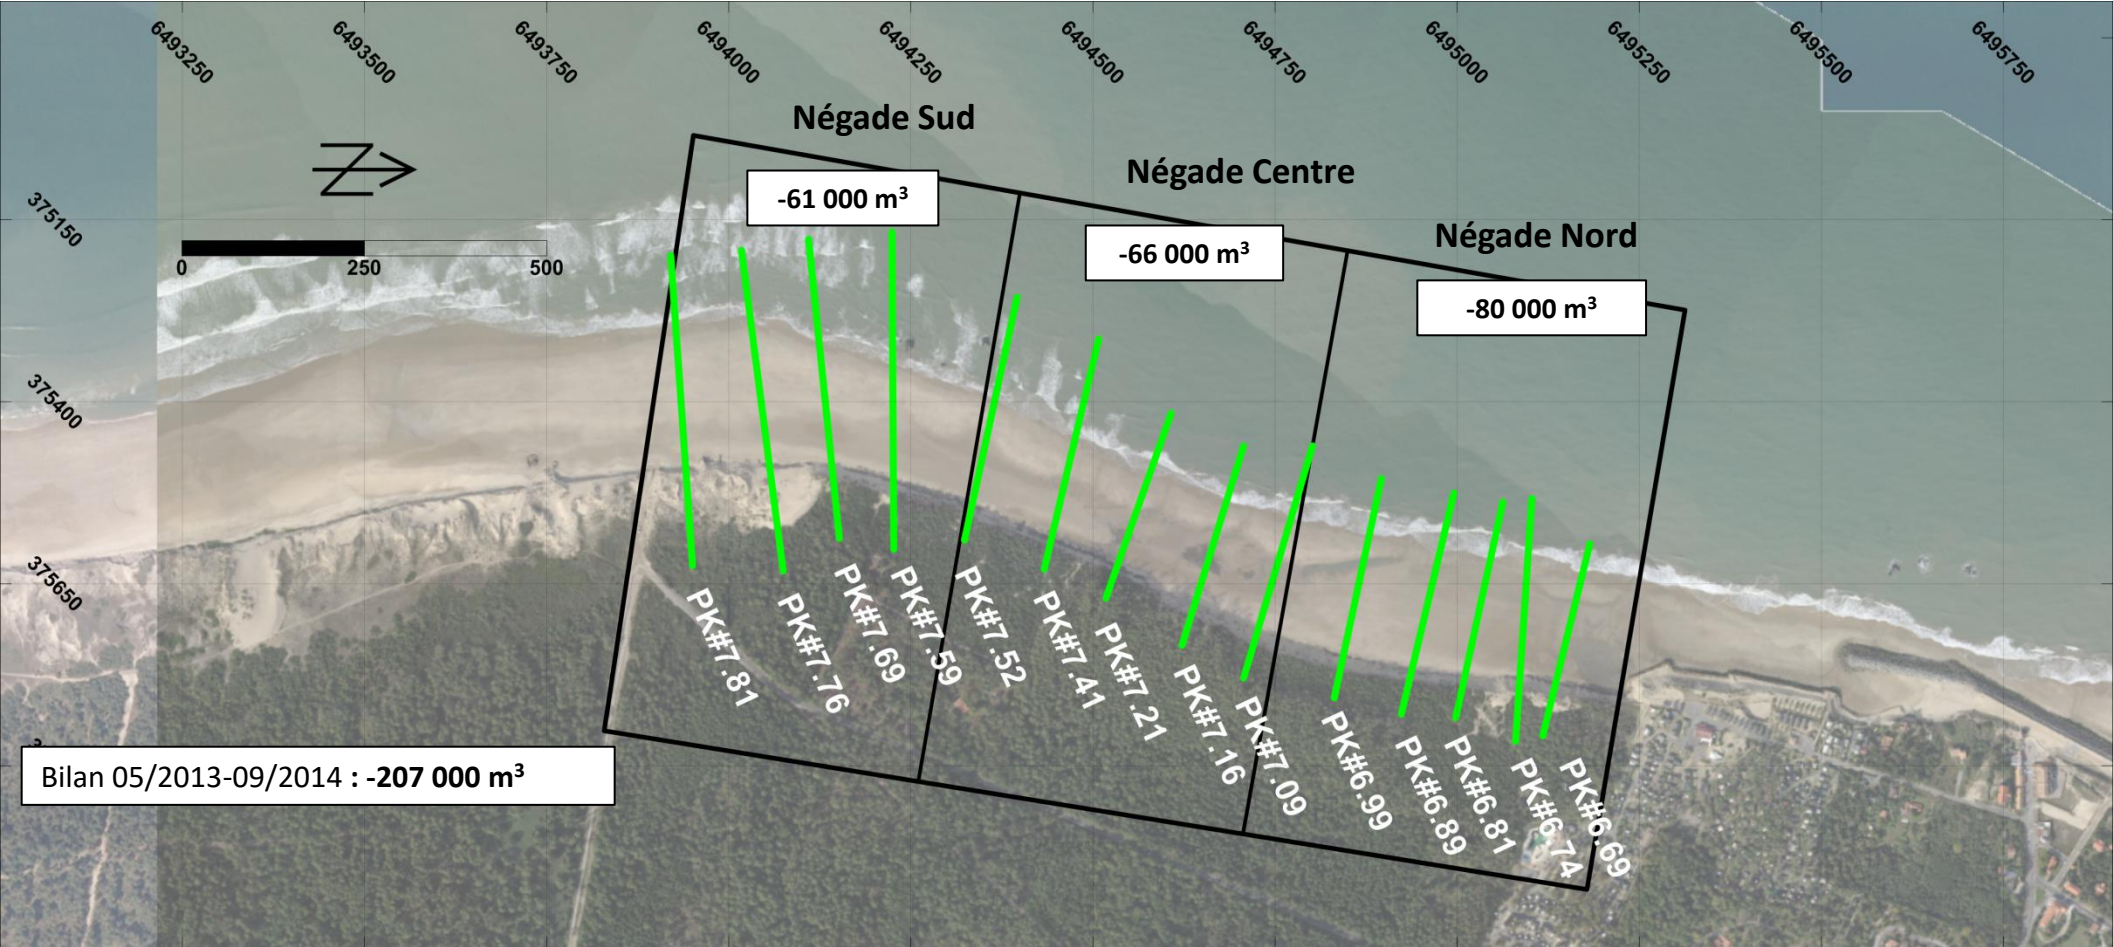 6493250
6493500
6493750
6494000
6494250
6494500
6494750
6495000
6495250
6495500
6495750
Négade Sud
-61 000 m³
Négade Centre
-66 000 m³
Négade Nord
-80 000 m³
N
0 250 500
375150
375400
375650
PK#7.81
PK#7.76
PK#7.69
PK#7.59
PK#7.52
PK#7.41
PK#7.21
PK#7.16
PK#7.09
PK#6.99
PK#6.89
PK#6.81
PK#6.74
PK#6.69
Bilan 05/2013-09/2014 : -207 000 m³